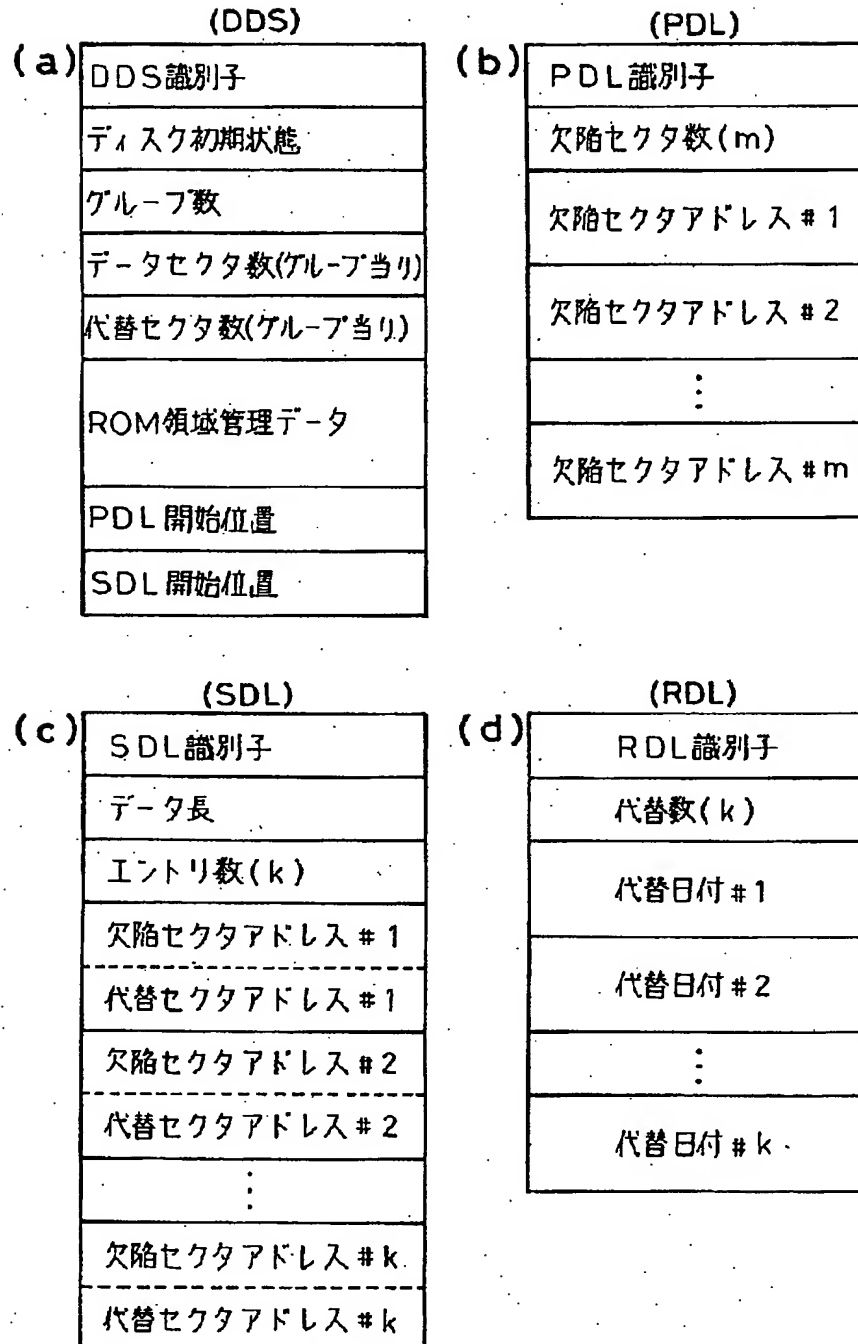 (DDS)
(a)
DDS識別子
ディスク初期状態
グループ数
データセクタ数(グループ当り)
代替セクタ数(グループ当り)
ROM領域管理データ
PDL開始位置
SDL開始位置
(PDL)
(b)
PDL識別子
欠陥セクタ数(m)
欠陥セクタアドレス#1
欠陥セクタアドレス#2
⋮
欠陥セクタアドレス#m
(SDL)
(c)
SDL識別子
データ長
エントリ数(k)
欠陥セクタアドレス#1
代替セクタアドレス#1
欠陥セクタアドレス#2
代替セクタアドレス#2
⋮
欠陥セクタアドレス#k
代替セクタアドレス#k
(RDL)
(d)
RDL識別子
代替数(k)
代替日付#1
代替日付#2
⋮
代替日付#k